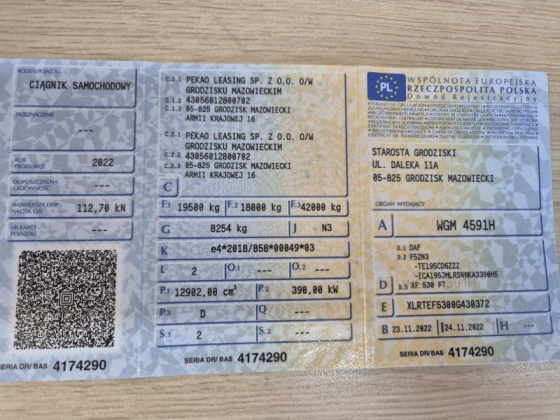 RODZAJ POJAZDU
CIĄGNIK SAMOCHODOWY
PRZEZNACZENIE
---
ROK PRODUKCJI
2022
DOPUSZCZALNA ŁADOWNOŚĆ
---
NAJWIĘKSZY DOP. NACISK OSI
112,70 kN
NR KARTY POJAZDU
---
SERIA DR/BAS 4174290
C.1.1 PEKAO LEASING SP. Z O.O. O/W
GRODZISKU MAZOWIECKIM
C.1.2 43056012800702
C.1.3 05-825 GRODZISK MAZOWIECKI
ARMII KRAJOWEJ 16
C.2.1 PEKAO LEASING SP. Z O.O. O/W
GRODZISKU MAZOWIECKIM
C.2.2 43056012800702
C.2.3 05-825 GRODZISK MAZOWIECKI
ARMII KRAJOWEJ 16
C
F.1 19500 kg F.2 18000 kg F.3 42000 kg
G 8254 kg J N3
K e4*2018/858*00049*03
L 2 O.1 --- O.2 ---
P.1 12902,00 cm³ P.2 390,00 kW
P.3 D Q ---
S.1 2 S.2 ---
SERIA DR/BAS 4174290
PL
WSPÓLNOTA EUROPEJSKA
RZECZPOSPOLITA POLSKA
Dowód Rejestracyjny
STAROSTA GRODZISKI
UL. DALEKA 11A
05-825 GRODZISK MAZOWIECKI
ORGAN WYDAJĄCY
A WGM 4591H
D.1 DAF
D.2 F52N3
-TE195CD6ZZZ
-ECA195JMLRSNNKA3390H5
D D.3 XF 530 FT
E XLRTEF5300G430372
B 23.11.2022 I 24.11.2022 H ---
SERIA DR/BAS 4174290